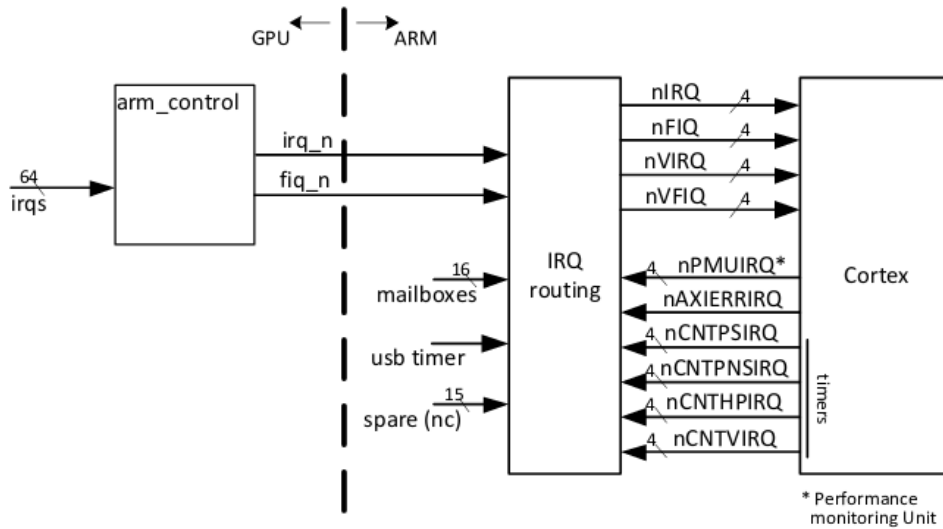 GPU
ARM
arm_control
64
irqs
irq_n
fiq_n
16
mailboxes
usb timer
15
spare (nc)
IRQ
routing
nIRQ
4
nFIQ
4
nVIRQ
4
nVFIQ
4
4
nPMUIRQ*
nAXIERRIRQ
4
nCNTPSIRQ
4
nCNTPNSIRQ
4
nCNTHPIRQ
4
nCNTVIRQ
timers
Cortex
* Performance
monitoring Unit